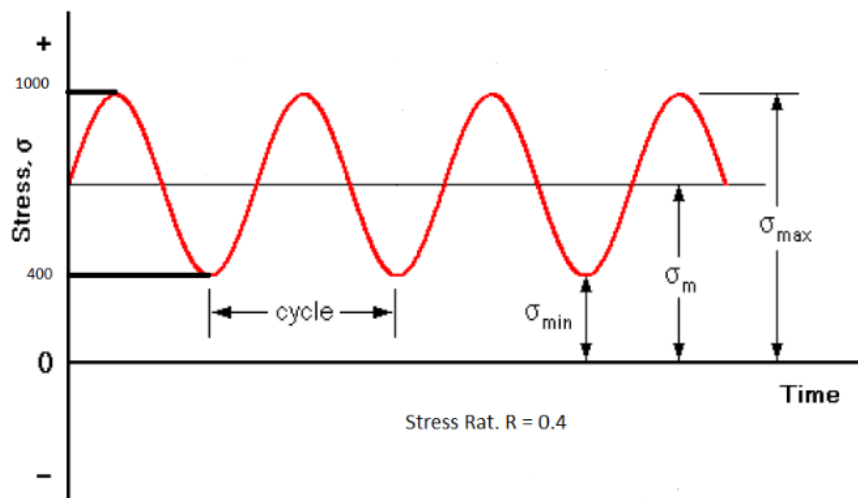 +
1000
Stress, σ
400
0
–
cycle
σmin
σm
σmax
Time
Stress Rat. R = 0.4